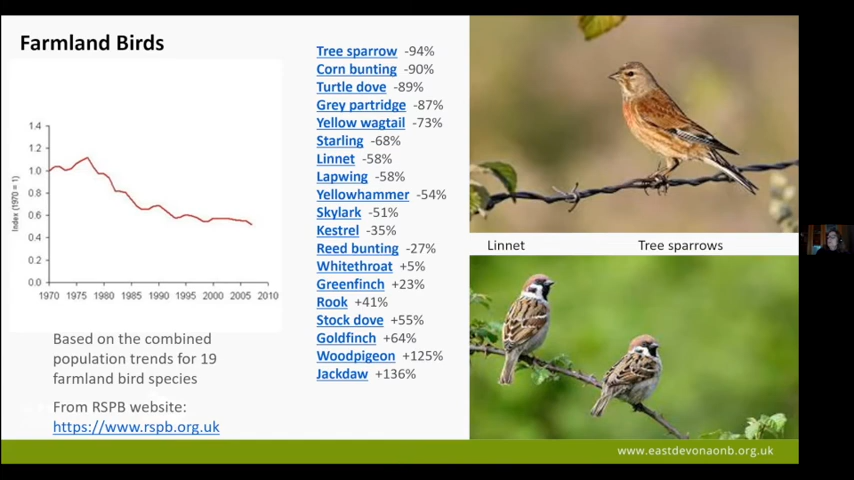 Farmland Birds
1.4
1.2
1.0
0.8
0.6
0.4
0.2
0.0
Index (1970 = 1)
1970 1975 1980 1985 1990 1995 2000 2005 2010
Based on the combined
population trends for 19
farmland bird species
From RSPB website:
https://www.rspb.org.uk
Tree sparrow -94%
Corn bunting -90%
Turtle dove -89%
Grey partridge -87%
Yellow wagtail -73%
Starling -68%
Linnet -58%
Lapwing -58%
Yellowhammer -54%
Skylark -51%
Kestrel -35%
Reed bunting -27%
Whitethroat +5%
Greenfinch +23%
Rook +41%
Stock dove +55%
Goldfinch +64%
Woodpigeon +125%
Jackdaw +136%
Linnet
Tree sparrows
www.eastdevonaonb.org.uk